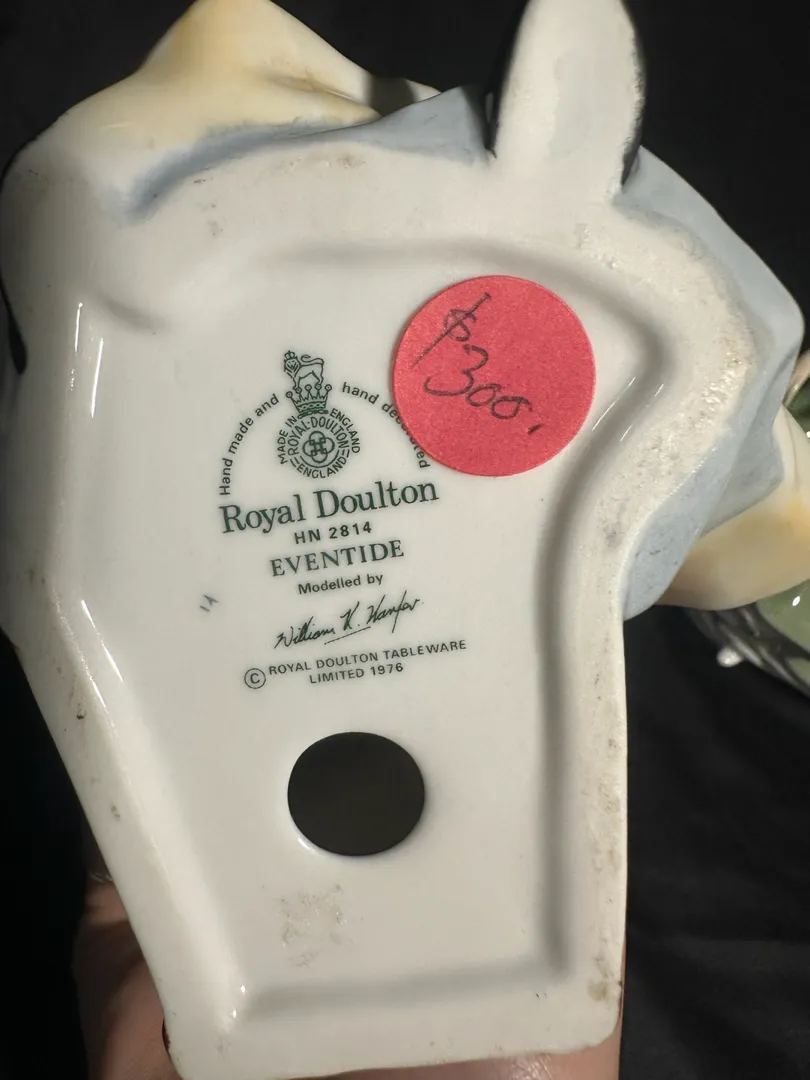 $300.
Hand made and hand decorated
MADE IN ENGLAND
ROYAL-DOULTON
ENGLAND
Royal Doulton
HN 2814
EVENTIDE
Modelled by
William K. Harper
© ROYAL DOULTON TABLEWARE
LIMITED 1976
14